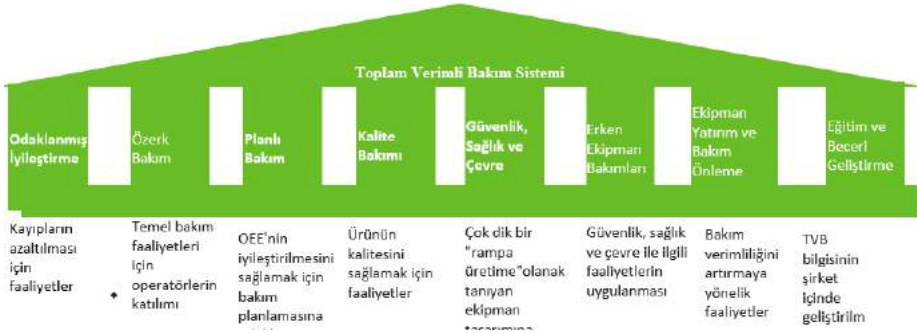 Toplam Verimli Bakım Sistemi
Odaklanmış
İyileştirme
Özerk
Bakım
Planlı
Bakım
Kalite
Bakımı
Güvenlik,
Sağlık ve
Çevre
Erken
Ekipman
Bakımları
Ekipman
Yatırım ve
Bakım
Önleme
Eğitim ve
Beceri
Geliştirme
Kayıpların
azaltılması
için
faaliyetler
Temel bakım
faaliyetleri
için
operatörlerin
katılımı
OEE'nin
iyileştirilmesini
sağlamak için
bakım
planlamasına
Ürünün
kalitesini
sağlamak için
faaliyetler
Çok dik bir
"rampa
üretime"olanak
tanıyan
ekipman
tasarımına
Güvenlik, sağlık
ve çevre ile ilgili
faaliyetlerin
uygulanması
Bakım
verimliliğini
artırmaya
yönelik
faaliyetler
TVB
bilgisinin
şirket
içinde
geliştirilm